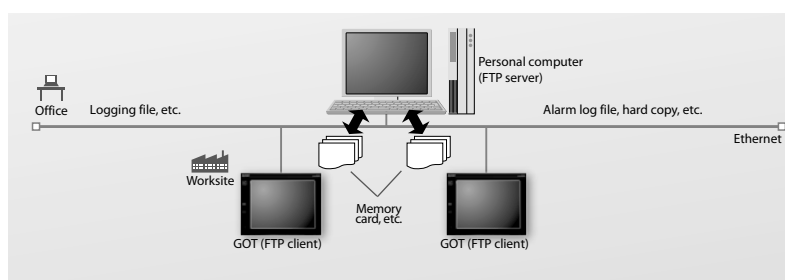 Personal computer
(FTP server)
Office
Logging file, etc.
Alarm log file, hard copy, etc.
Ethernet
Worksite
Memory
card, etc.
GOT (FTP client)
GOT (FTP client)